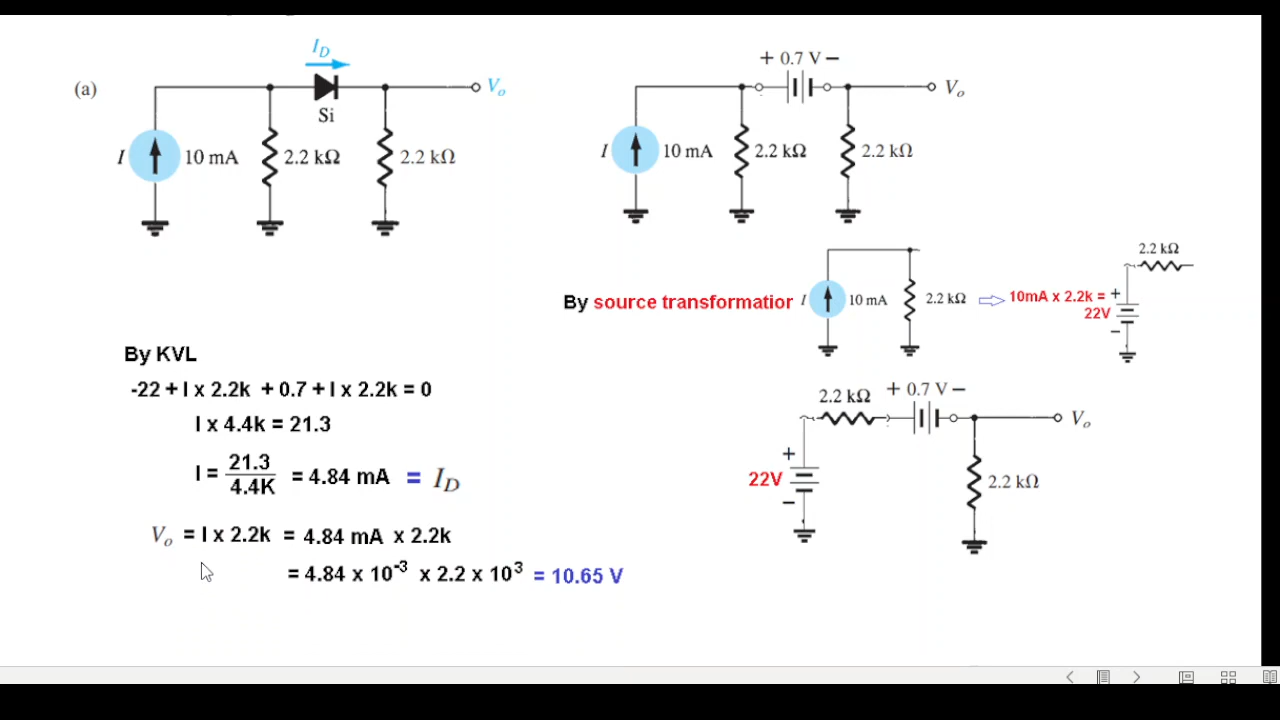 (a)
I_D
Si
V_o
I
10 mA
2.2 kΩ
2.2 kΩ
+ 0.7 V −
V_o
I
10 mA
2.2 kΩ
2.2 kΩ
By source transformation
I
10 mA
2.2 kΩ
10mA x 2.2k =
22V
+
−
2.2 kΩ
2.2 kΩ
+ 0.7 V −
V_o
+
22V
−
2.2 kΩ
By KVL
-22 + I x 2.2k + 0.7 + I x 2.2k = 0
I x 4.4k = 21.3
I = 21.3 / 4.4K = 4.84 mA = I_D
V_o = I x 2.2k = 4.84 mA x 2.2k
= 4.84 x 10^-3 x 2.2 x 10^3 = 10.65 V